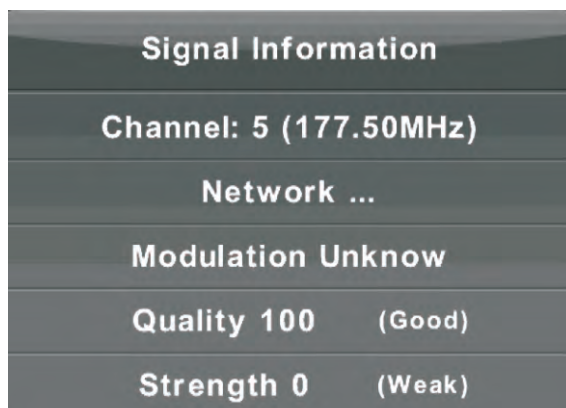 Signal Information
Channel: 5 (177.50MHz)
Network ...
Modulation Unknow
Quality 100 (Good)
Strength 0 (Weak)